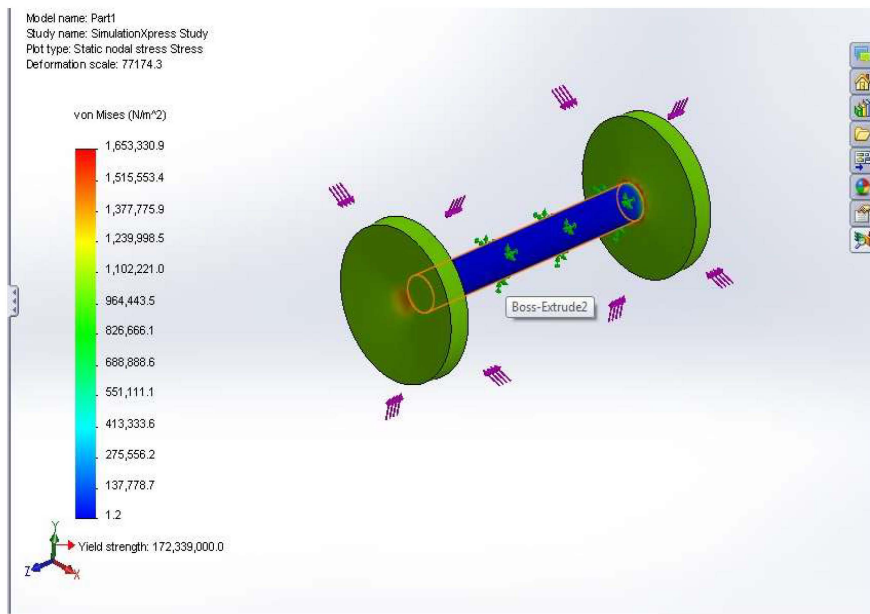 Model name: Part1
Study name: SimulationXpress Study
Plot type: Static nodal stress Stress
Deformation scale: 77174.3
von Mises (N/m^2)
1,653,330.9
1,515,553.4
1,377,775.9
1,239,998.5
1,102,221.0
964,443.5
826,666.1
688,888.6
551,111.1
413,333.6
275,556.2
137,778.7
1.2
Yield strength: 172,339,000.0
Boss-Extrude2
Y
Z
X